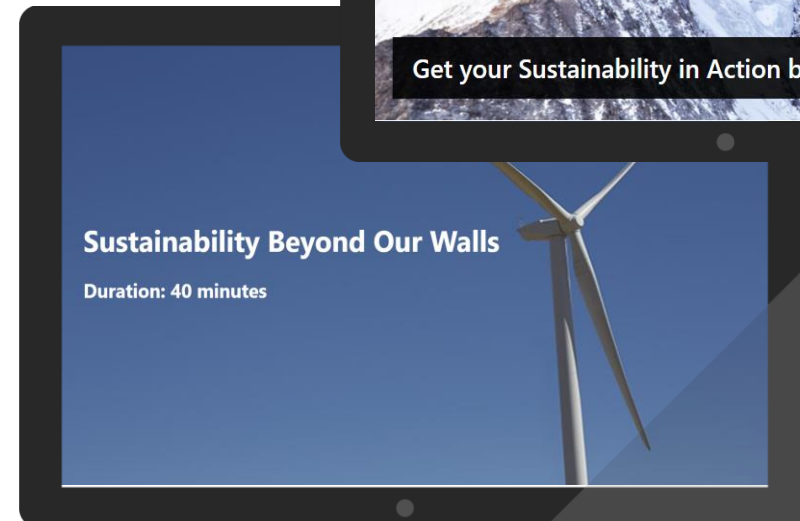 Get your Sustainability in Action
Sustainability Beyond Our Walls
Duration: 40 minutes